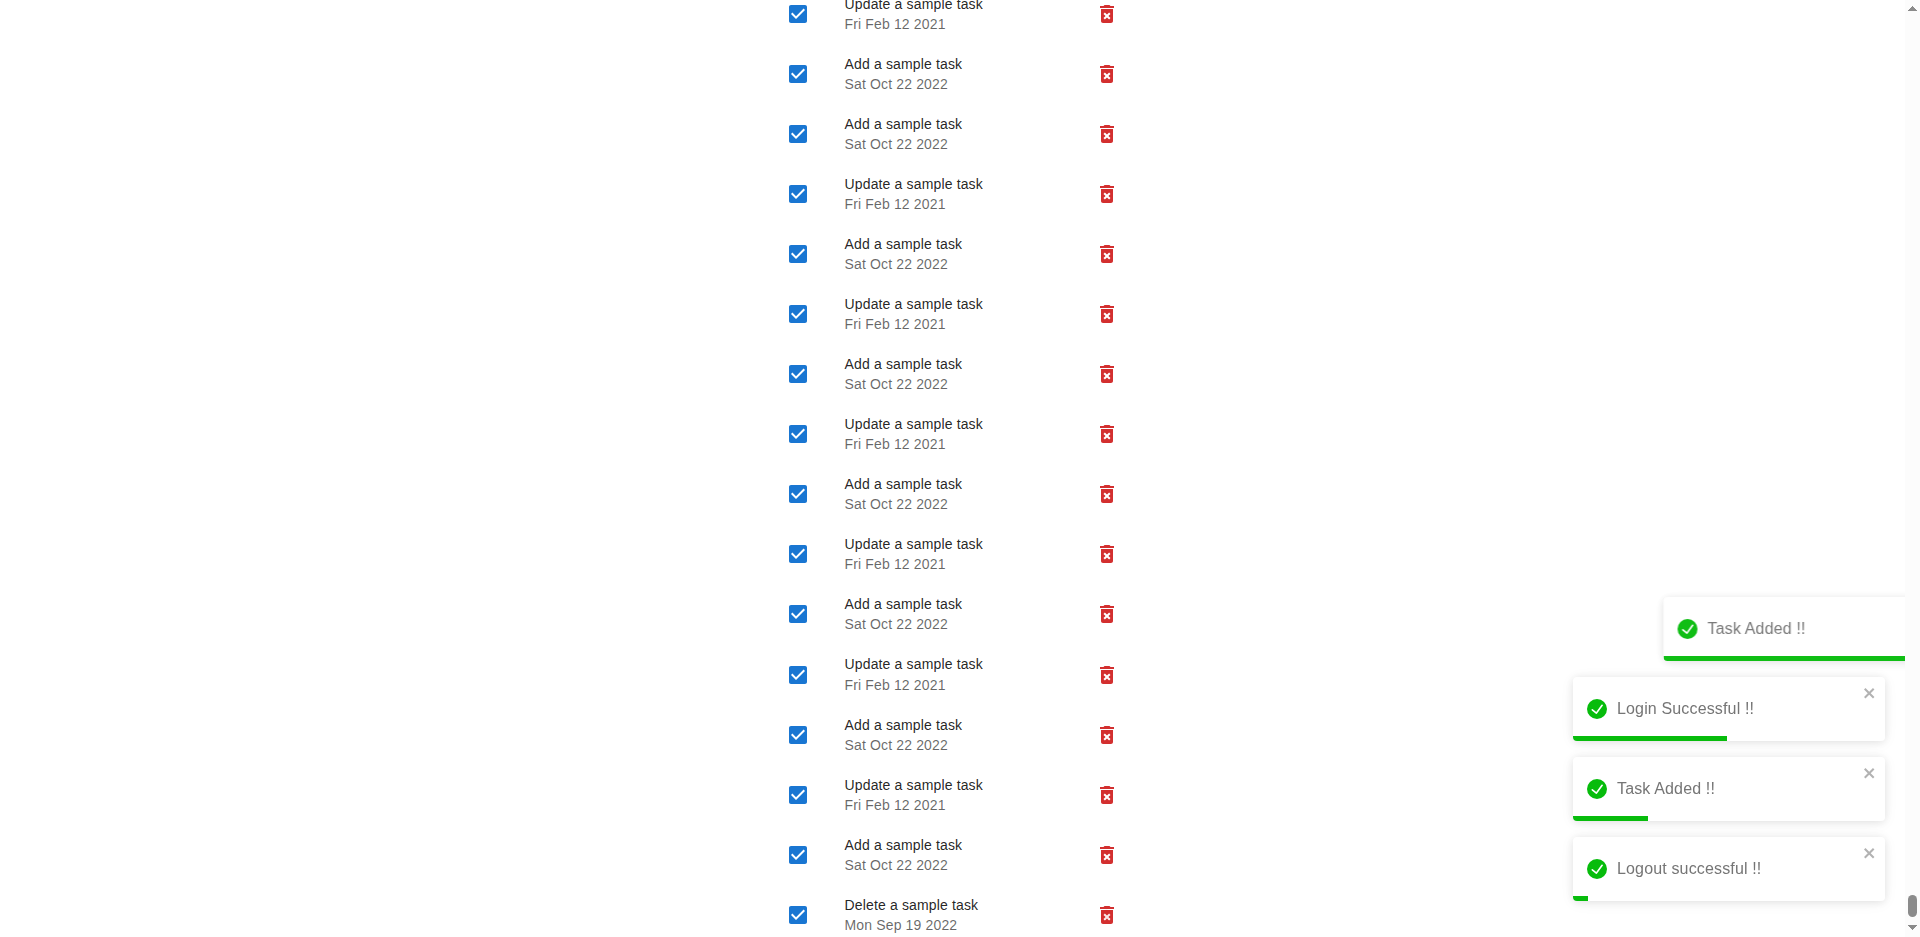 Update a sample task
Fri Feb 12 2021
Add a sample task
Sat Oct 22 2022
Add a sample task
Sat Oct 22 2022
Update a sample task
Fri Feb 12 2021
Add a sample task
Sat Oct 22 2022
Update a sample task
Fri Feb 12 2021
Add a sample task
Sat Oct 22 2022
Update a sample task
Fri Feb 12 2021
Add a sample task
Sat Oct 22 2022
Update a sample task
Fri Feb 12 2021
Add a sample task
Sat Oct 22 2022
Update a sample task
Fri Feb 12 2021
Add a sample task
Sat Oct 22 2022
Update a sample task
Fri Feb 12 2021
Add a sample task
Sat Oct 22 2022
Delete a sample task
Mon Sep 19 2022
Task Added !!
Login Successful !!
Task Added !!
Logout successful !!